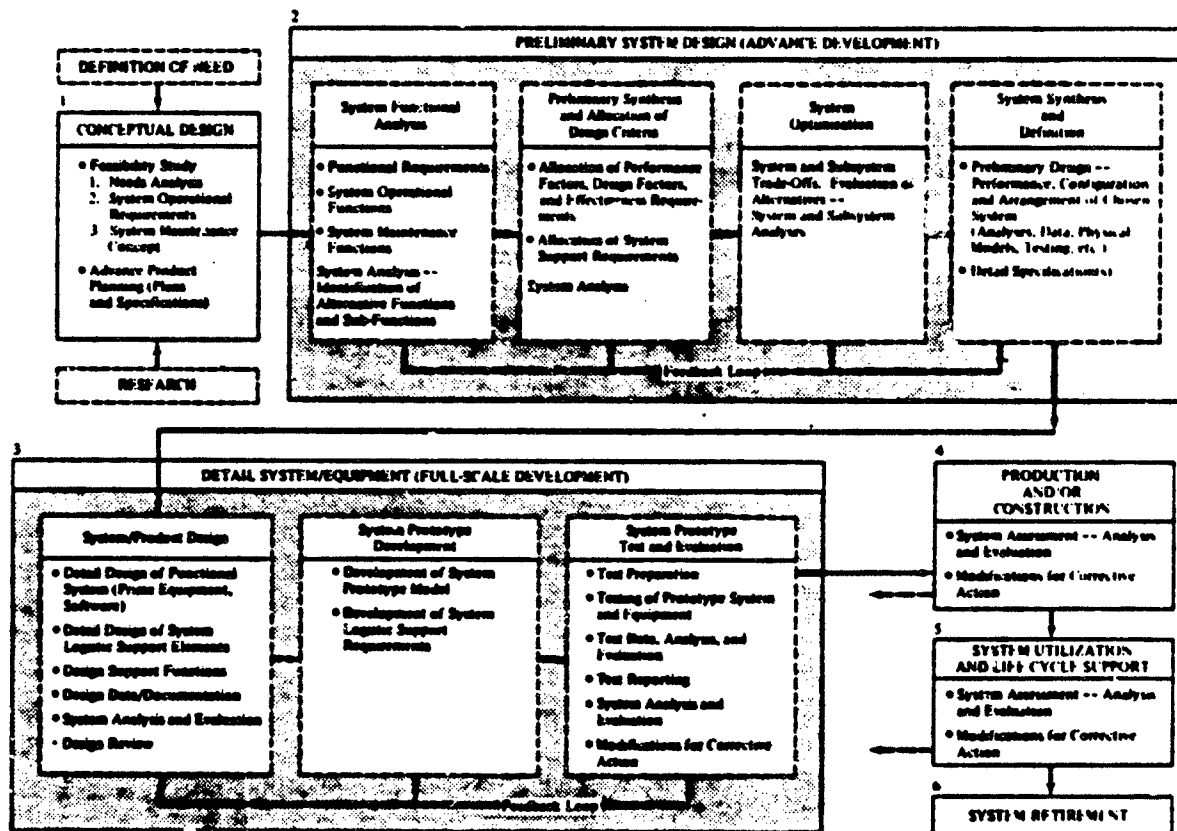 2
PRELIMINARY SYSTEM DESIGN (ADVANCE DEVELOPMENT)
DEFINITION OF NEED
1
CONCEPTUAL DESIGN
• Feasibility Study
1. Needs Analysis
2. System Operational
Requirements
3. System Maintenance
Concept
• Advance Product
Planning (Plans
and Specifications)
RESEARCH
System Functional
Analysis
• Functional Requirements
• System Operational
Functions
• System Maintenance
Functions
System Analysis --
Identification of
Alternative Functions
and Sub-Functions
Preliminary Synthesis
and Allocation of
Design Criteria
• Allocation of Performance
Factors, Design Factors,
and Effectiveness Require-
ments
• Allocation of System
Support Requirements
System Analysis
System
Optimization
System and Subsystem
Trade-Offs. Evaluation of
Alternatives --
System and Subsystem
Analysis
System Synthesis
and
Definition
• Preliminary Design --
Performance, Configuration
and Arrangement of Chosen
System
(Analyses, Data, Physical
Models, Testing, etc.)
• Detail Specification(s)
Feedback Loop
3
DETAIL SYSTEM/EQUIPMENT (FULL-SCALE DEVELOPMENT)
System/Product Design
• Detail Design of Functional
System (Prime Equipment,
Software)
• Detail Design of System
Logistic Support Elements
• Design Support Functions
• Design Data/Documentation
• System Analysis and Evaluation
• Design Review
System Prototype
Development
• Development of System
Prototype Model
• Development of System
Logistic Support
Requirements
System Prototype
Test and Evaluation
• Test Preparation
• Testing of Prototype System
and Equipment
• Test Data, Analysis, and
Evaluation
• Test Reporting
• System Analysis and
Evaluation
• Modifications for Corrective
Action
Feedback Loop
4
PRODUCTION
AND/OR
CONSTRUCTION
• System Assessment -- Analysis
and Evaluation
• Modifications for Corrective
Action
5
SYSTEM UTILIZATION
AND LIFE CYCLE SUPPORT
• System Assessment -- Analysis
and Evaluation
• Modifications for Corrective
Action
6
SYSTEM RETIREMENT